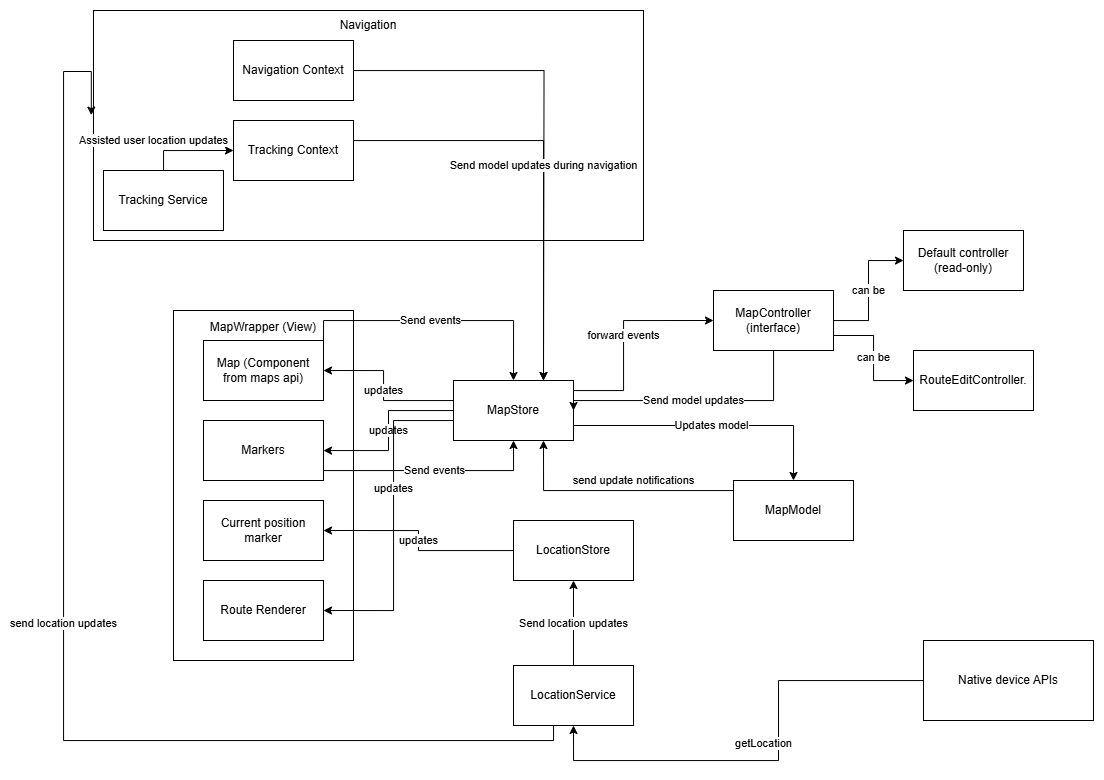 Navigation
Navigation Context
Assisted user location updates
Tracking Context
Send model updates during navigation
Tracking Service
Default controller
(read-only)
can be
MapController
(interface)
MapWrapper (View)
Send events
forward events
can be
Map (Component
from maps api)
RouteEditController.
updates
Send model updates
MapStore
Updates model
updates
Markers
Send events
send update notifications
updates
MapModel
Current position
marker
updates
LocationStore
Route Renderer
send location updates
Send location updates
Native device APIs
LocationService
getLocation